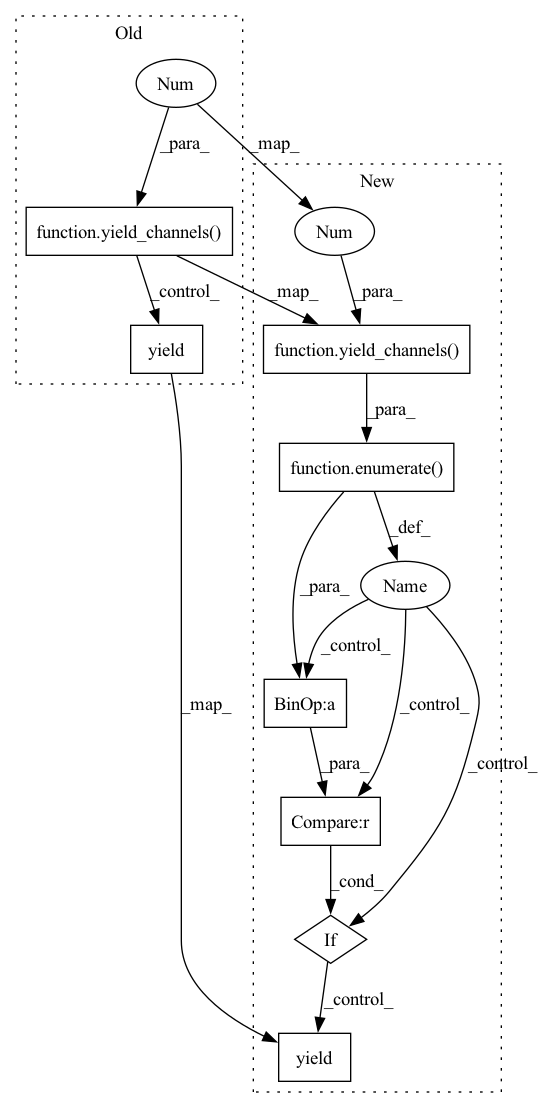 Old
Num
_para_
_map_
New
function.yield_channels()
Num
_control_
_map_
_para_
yield
function.yield_channels()
_para_
function.enumerate()
_def_
_para_
Name
_control_
BinOp:a
_map_
_control_
_para_
_control_
Compare:r
_cond_
If
_control_
yield